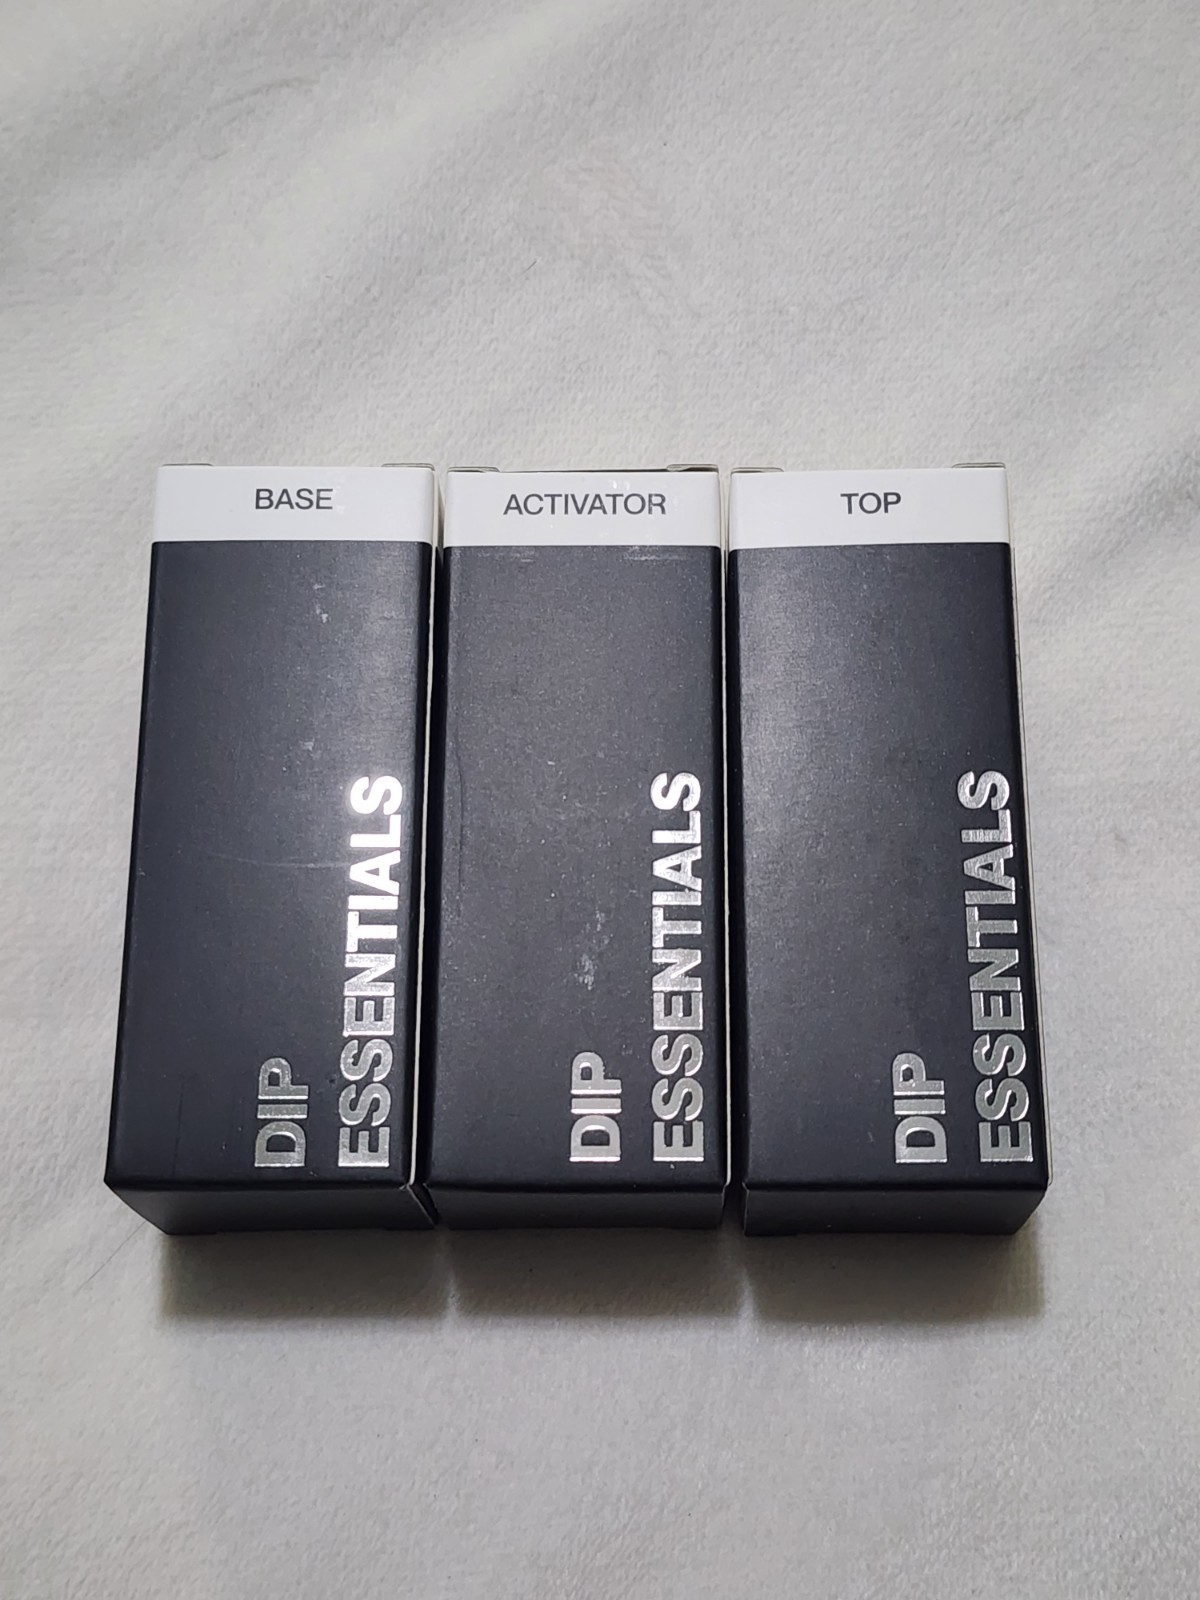 BASE
DIP
ESSENTIALS
ACTIVATOR
DIP
ESSENTIALS
TOP
DIP
ESSENTIALS